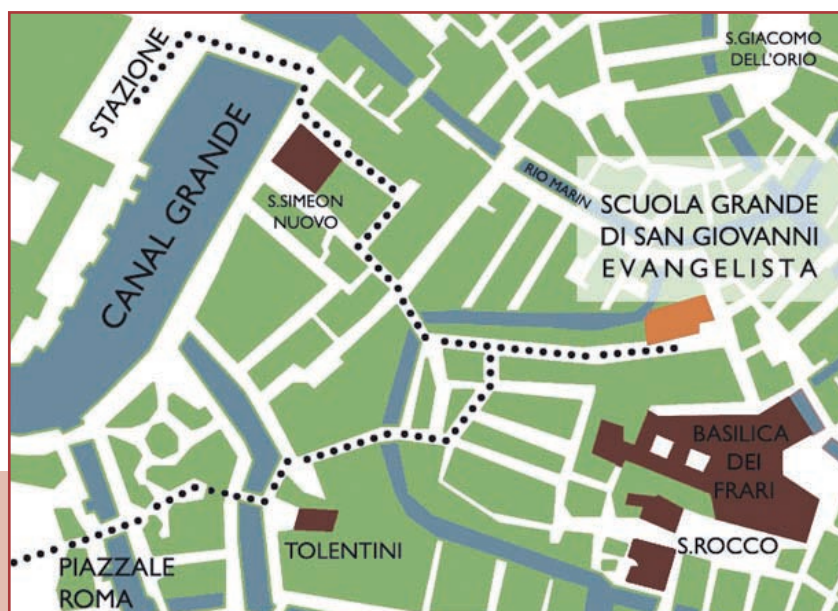 S.GIACOMO
DELL'ORIO
STAZIONE
CANAL GRANDE
S.SIMEON
NUOVO
RIO MARIN
SCUOLA GRANDE
DI SAN GIOVANNI
EVANGELISTA
BASILICA
DEI
FRARI
TOLENTINI
S.ROCCO
PIAZZALE
ROMA